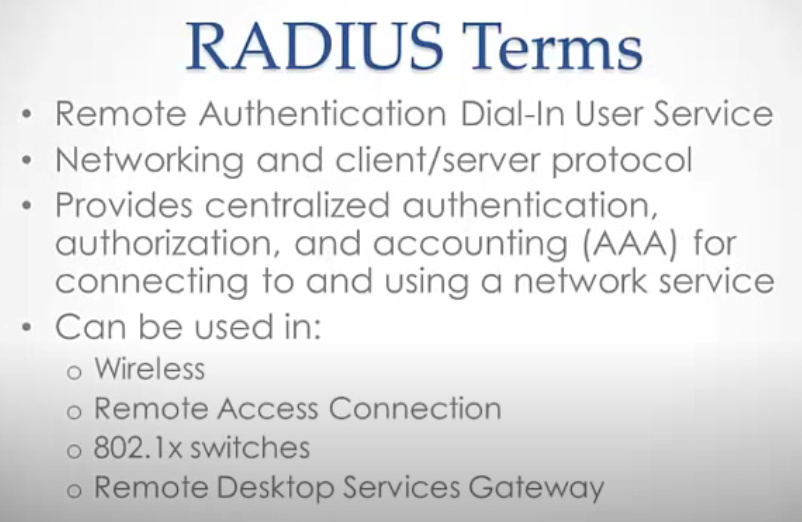 RADIUS Terms
• Remote Authentication Dial-In User Service
• Networking and client/server protocol
• Provides centralized authentication,
authorization, and accounting (AAA) for
connecting to and using a network service
• Can be used in:
o Wireless
o Remote Access Connection
o 802.1x switches
o Remote Desktop Services Gateway